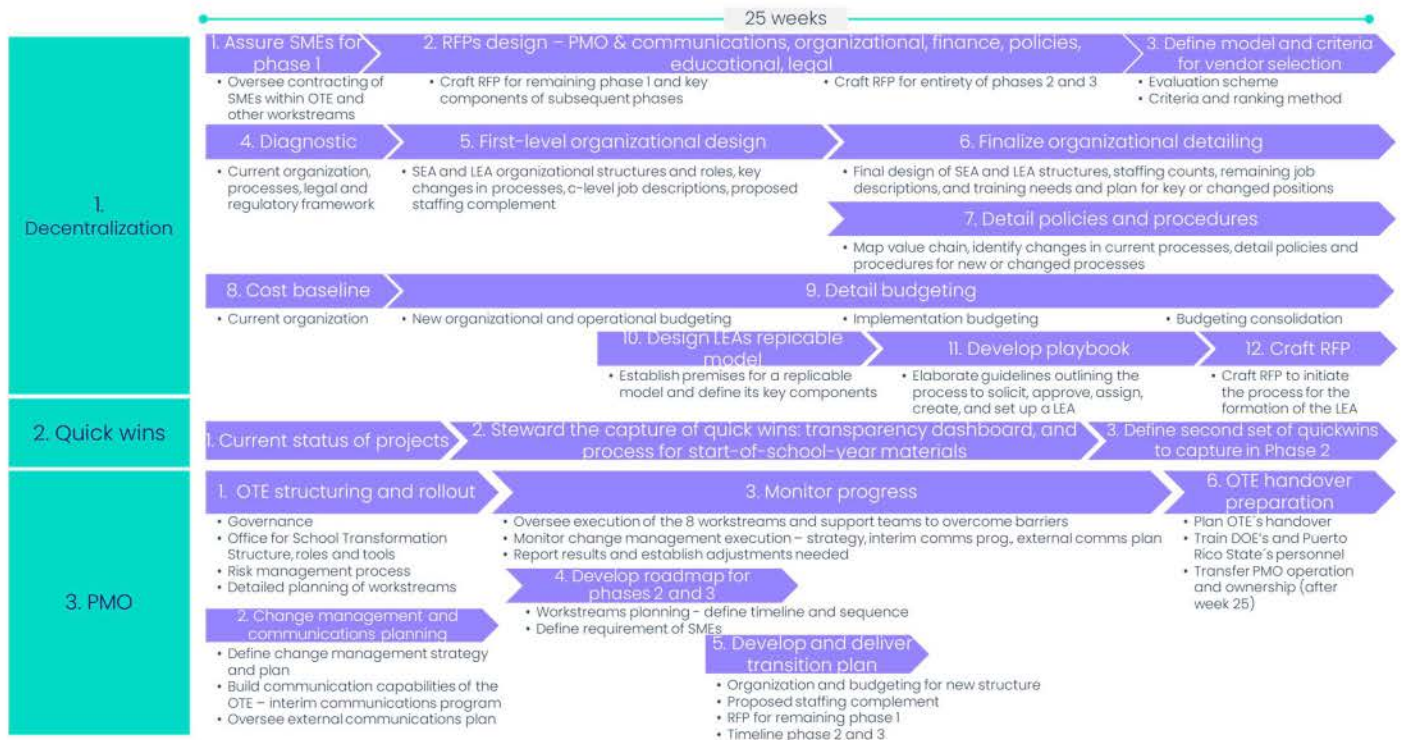 25 weeks
1.
Decentralization
1. Assure SMEs for
phase 1
2. RFPs design – PMO & communications, organizational, finance, policies,
educational, legal
3. Define model and criteria
for vendor selection
• Oversee contracting of
SMEs within OTE and
other workstreams
• Craft RFP for remaining phase 1 and key
components of subsequent phases
• Craft RFP for entirety of phases 2 and 3
• Evaluation scheme
• Criteria and ranking method
4. Diagnostic
5. First-level organizational design
6. Finalize organizational detailing
• Current organization,
processes, legal and
regulatory framework
• SEA and LEA organizational structures and roles, key
changes in processes, c-level job descriptions, proposed
staffing complement
• Final design of SEA and LEA structures, staffing counts, remaining job
descriptions, and training needs and plan for key or changed positions
7. Detail policies and procedures
• Map value chain, identify changes in current processes, detail policies and
procedures for new or changed processes
8. Cost baseline
9. Detail budgeting
• Current organization
• New organizational and operational budgeting
• Implementation budgeting
• Budgeting consolidation
10. Design LEAs repicable
model
11. Develop playbook
12. Craft RFP
• Establish premises for a replicable
model and define its key components
• Elaborate guidelines outlining the
process to solicit, approve, assign,
create, and set up a LEA
• Craft RFP to initiate
the process for the
formation of the LEA
2. Quick wins
1. Current status of projects
2. Steward the capture of quick wins: transparency dashboard, and
process for start-of-school-year materials
3. Define second set of quickwins
to capture in Phase 2
3. PMO
1. OTE structuring and rollout
3. Monitor progress
6. OTE handover
preparation
• Governance
• Office for School Transformation
Structure, roles and tools
• Risk management process
• Detailed planning of workstreams
• Oversee execution of the 8 workstreams and support teams to overcome barriers
• Monitor change management execution – strategy, interim comms prog., external comms plan
• Report results and establish adjustments needed
• Plan OTE´s handover
• Train DOE's and Puerto
Rico State´s personnel
• Transfer PMO operation
and ownership (after
week 25)
4. Develop roadmap for
phases 2 and 3
• Workstreams planning - define timeline and sequence
• Define requirement of SMEs
2. Change management and
communications planning
• Define change management strategy
and plan
• Build communication capabilities of the
OTE – interim communications program
• Oversee external communications plan
5. Develop and deliver
transition plan
• Organization and budgeting for new structure
• Proposed staffing complement
• RFP for remaining phase 1
• Timeline phase 2 and 3